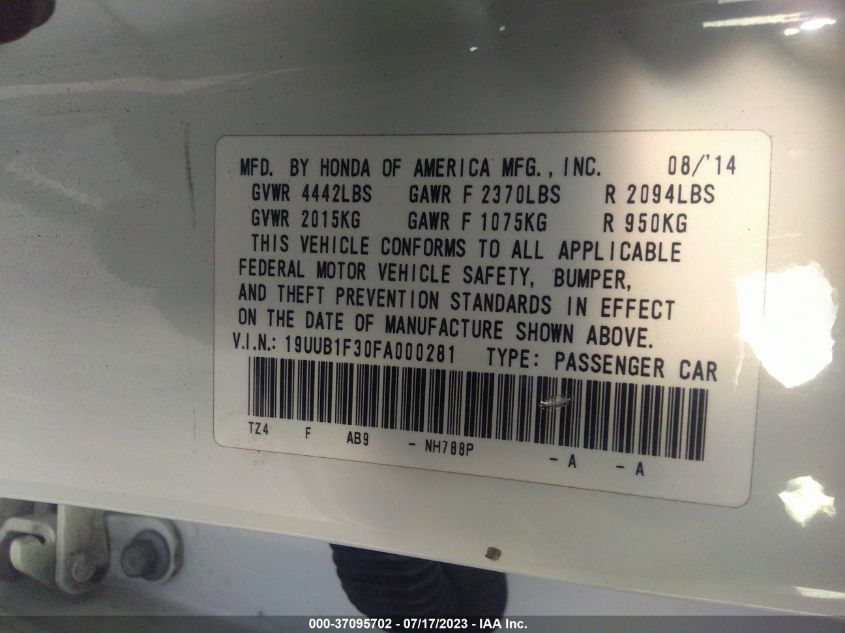 MFD. BY HONDA OF AMERICA MFG., INC. 08/'14
GVWR 4442LBS GAWR F 2370LBS R 2094LBS
GVWR 2015KG GAWR F 1075KG R 950KG
THIS VEHICLE CONFORMS TO ALL APPLICABLE
FEDERAL MOTOR VEHICLE SAFETY, BUMPER,
AND THEFT PREVENTION STANDARDS IN EFFECT
ON THE DATE OF MANUFACTURE SHOWN ABOVE.
V.I.N.: 19UUB1F30FA000281 TYPE: PASSENGER CAR
TZ4 F AB9 - NH788P - A - A
000-37095702 / 07/17/2023 - IAA Inc.